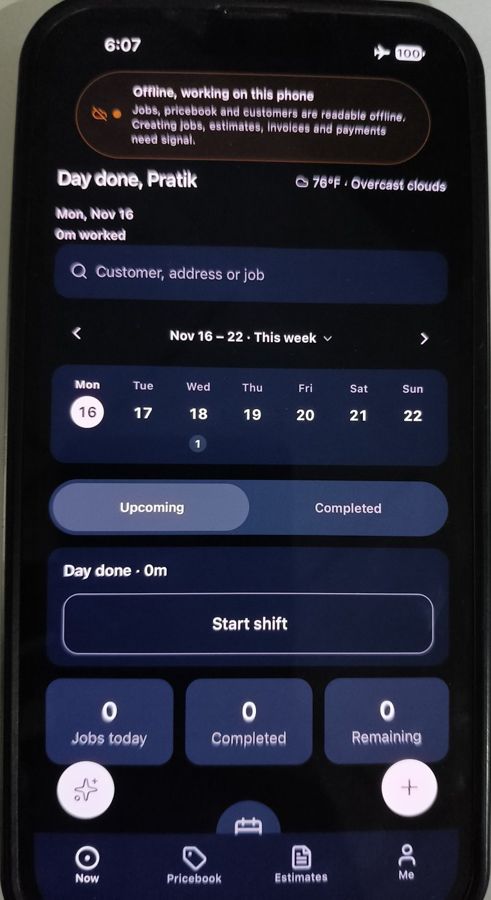 6:07
100
Offline, working on this phone
Jobs, pricebook and customers are readable offline.
Creating jobs, estimates, invoices and payments
need signal.
Day done, Pratik
76°F · Overcast clouds
Mon, Nov 16
0m worked
Customer, address or job
Nov 16 – 22 · This week
Mon Tue Wed Thu Fri Sat Sun
16 17 18 19 20 21 22
1
Upcoming Completed
Day done · 0m
Start shift
0 0 0
Jobs today Completed Remaining
Now Pricebook Estimates Me